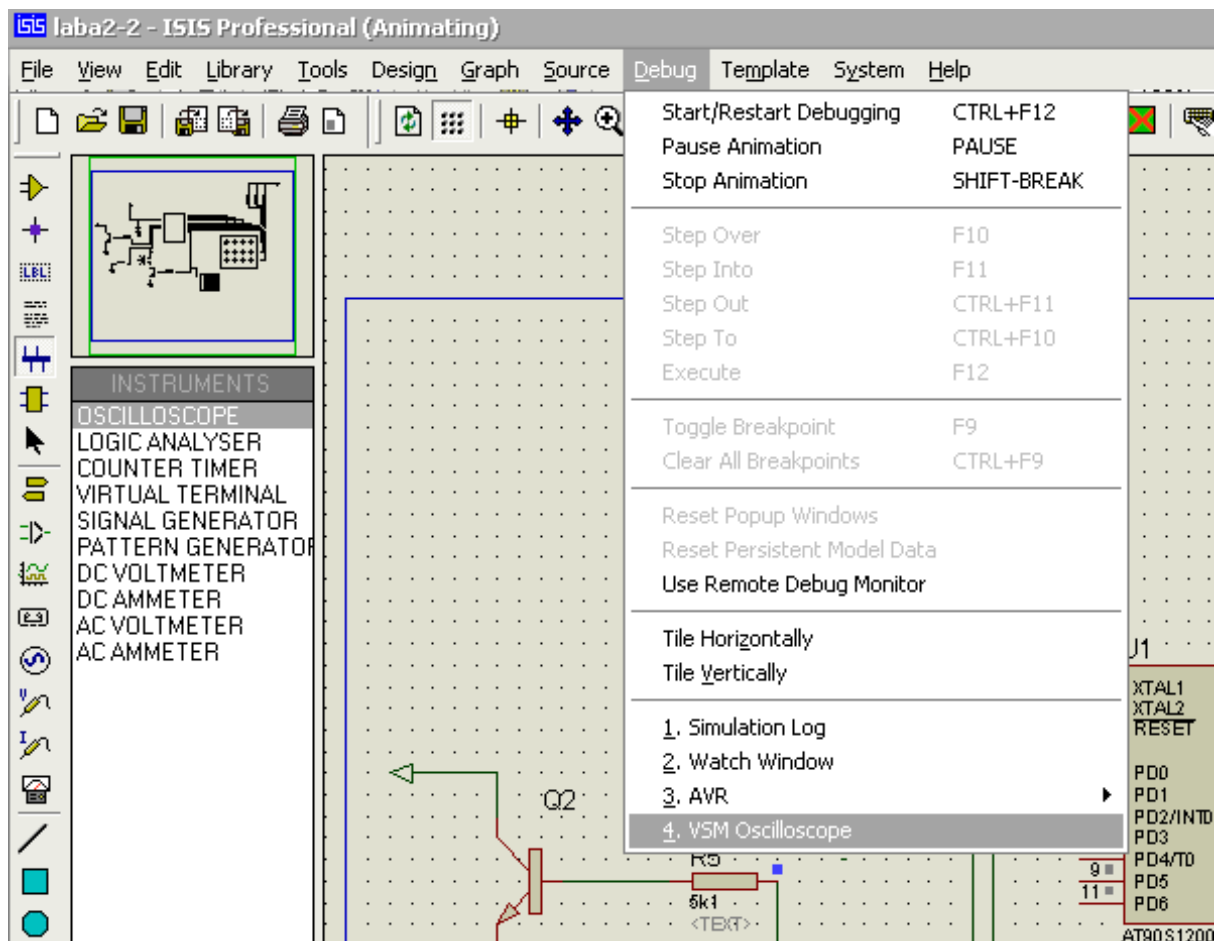 isis laba2-2 - ISIS Professional (Animating)
File View Edit Library Tools Design Graph Source Debug Template System Help
Start/Restart Debugging CTRL+F12
Pause Animation PAUSE
Stop Animation SHIFT-BREAK
Step Over F10
Step Into F11
Step Out CTRL+F11
Step To CTRL+F10
Execute F12
Toggle Breakpoint F9
Clear All Breakpoints CTRL+F9
Reset Popup Windows
Reset Persistent Model Data
Use Remote Debug Monitor
Tile Horizontally
Tile Vertically
1. Simulation Log
2. Watch Window
3. AVR
4. VSM Oscilloscope
LBL
INSTRUMENTS
OSCILLOSCOPE
LOGIC ANALYSER
COUNTER TIMER
VIRTUAL TERMINAL
SIGNAL GENERATOR
PATTERN GENERATOR
DC VOLTMETER
DC AMMETER
AC VOLTMETER
AC AMMETER
Q2
R5
5k1
<TEXT>
XTAL1
XTAL2
RESET
PD0
PD1
PD2/INT0
PD3
PD4/T0
9 PD5
11 PD6
AT90S1200